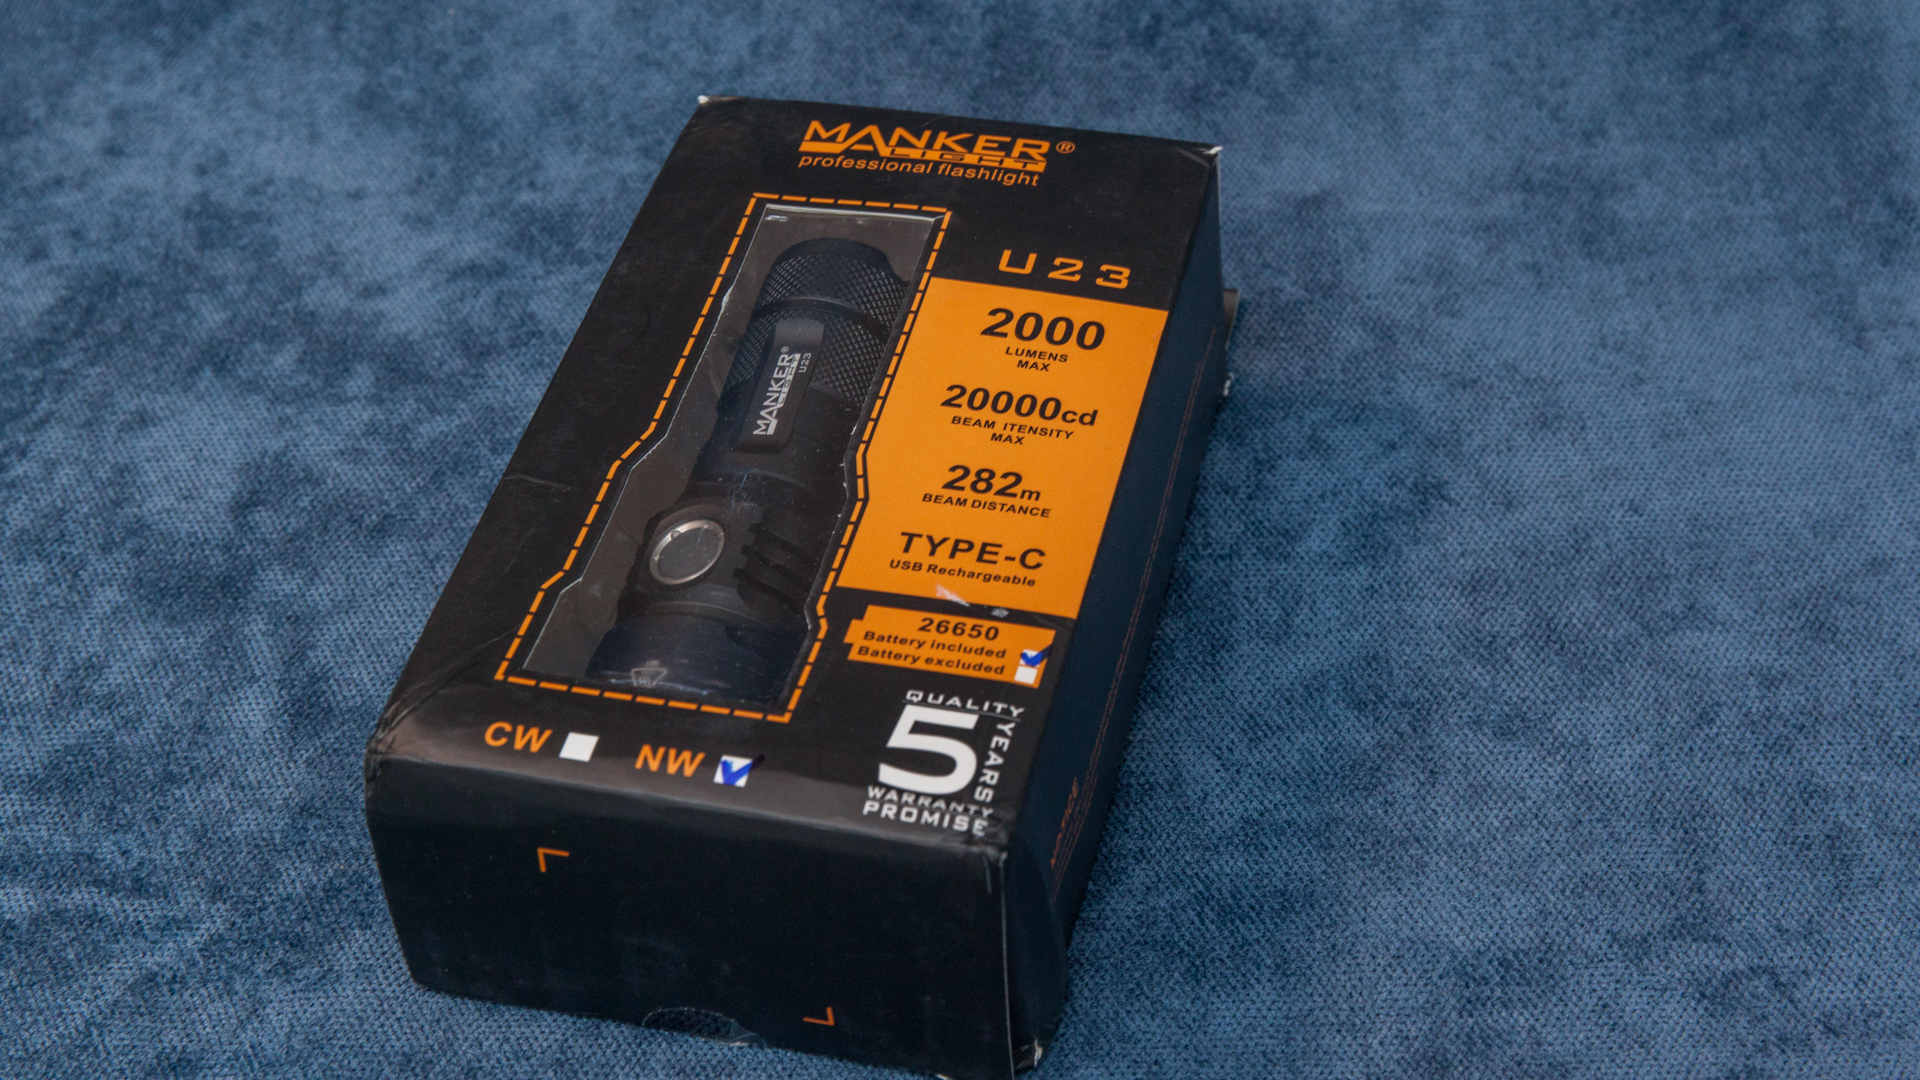 MANKER®
LIGHT
professional flashlight
U23
2000
LUMENS
MAX
20000cd
BEAM ITENSITY
MAX
282m
BEAM DISTANCE
TYPE-C
USB Rechargeable
26650
Battery included
Battery excluded
MANKER®
LIGHT
U23
CW
NW
QUALITY
5
YEARS
WARRANTY
PROMISE
NOTICE